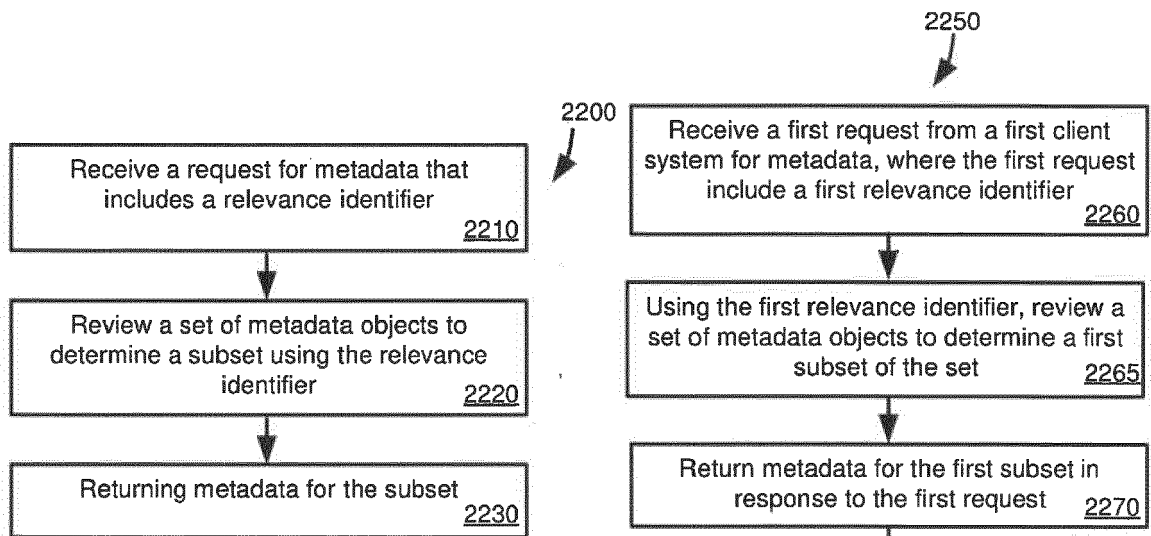 2200
Receive a request for metadata that
includes a relevance identifier
2210
Review a set of metadata objects to
determine a subset using the relevance
identifier
2220
Returning metadata for the subset
2230
2250
Receive a first request from a first client
system for metadata, where the first request
include a first relevance identifier
2260
Using the first relevance identifier, review a
set of metadata objects to determine a first
subset of the set
2265
Return metadata for the first subset in
response to the first request
2270